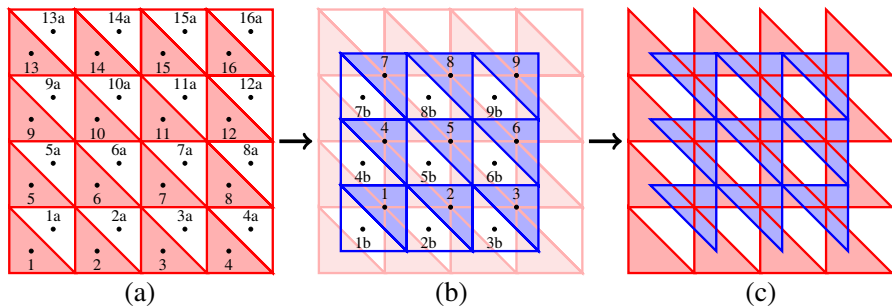 13a 14a 15a 16a
13 14 15 16
9a 10a 11a 12a
9 10 11 12
5a 6a 7a 8a
5 6 7 8
1a 2a 3a 4a
1 2 3 4
(a)
7 8 9
7b 8b 9b
4 5 6
4b 5b 6b
1 2 3
1b 2b 3b
(b)
(c)